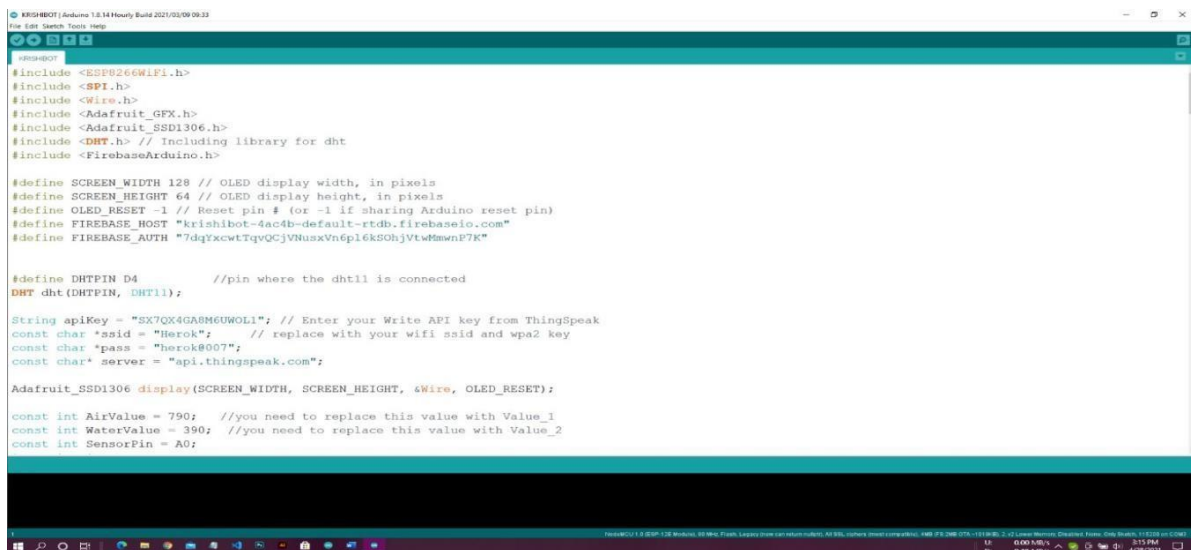 KRISHIBOT | Arduino 1.8.14 Hourly Build 2021/03/09 09:33
File Edit Sketch Tools Help
KRISHIBOT
#include <ESP8266WiFi.h>
#include <SPI.h>
#include <Wire.h>
#include <Adafruit_GFX.h>
#include <Adafruit_SSD1306.h>
#include <DHT.h> // Including library for dht
#include <FirebaseArduino.h>
#define SCREEN_WIDTH 128 // OLED display width, in pixels
#define SCREEN_HEIGHT 64 // OLED display height, in pixels
#define OLED_RESET -1 // Reset pin # (or -1 if sharing Arduino reset pin)
#define FIREBASE_HOST "krishibot-4ac4b-default-rtdb.firebaseio.com"
#define FIREBASE_AUTH "7dqYxcwtTqvQCjVNusxVn6pl6kSOhjVtwMmwnP7K"
#define DHTPIN D4 //pin where the dht11 is connected
DHT dht(DHTPIN, DHT11);
String apiKey = "SX7QX4GA8M6UWOL1"; // Enter your Write API key from ThingSpeak
const char *ssid = "Herok"; // replace with your wifi ssid and wpa2 key
const char *pass = "herok@007";
const char* server = "api.thingspeak.com";
Adafruit_SSD1306 display(SCREEN_WIDTH, SCREEN_HEIGHT, &Wire, OLED_RESET);
const int AirValue = 790; //you need to replace this value with Value_1
const int WaterValue = 390; //you need to replace this value with Value_2
const int SensorPin = A0;
0.00 MB/s
3:15 PM